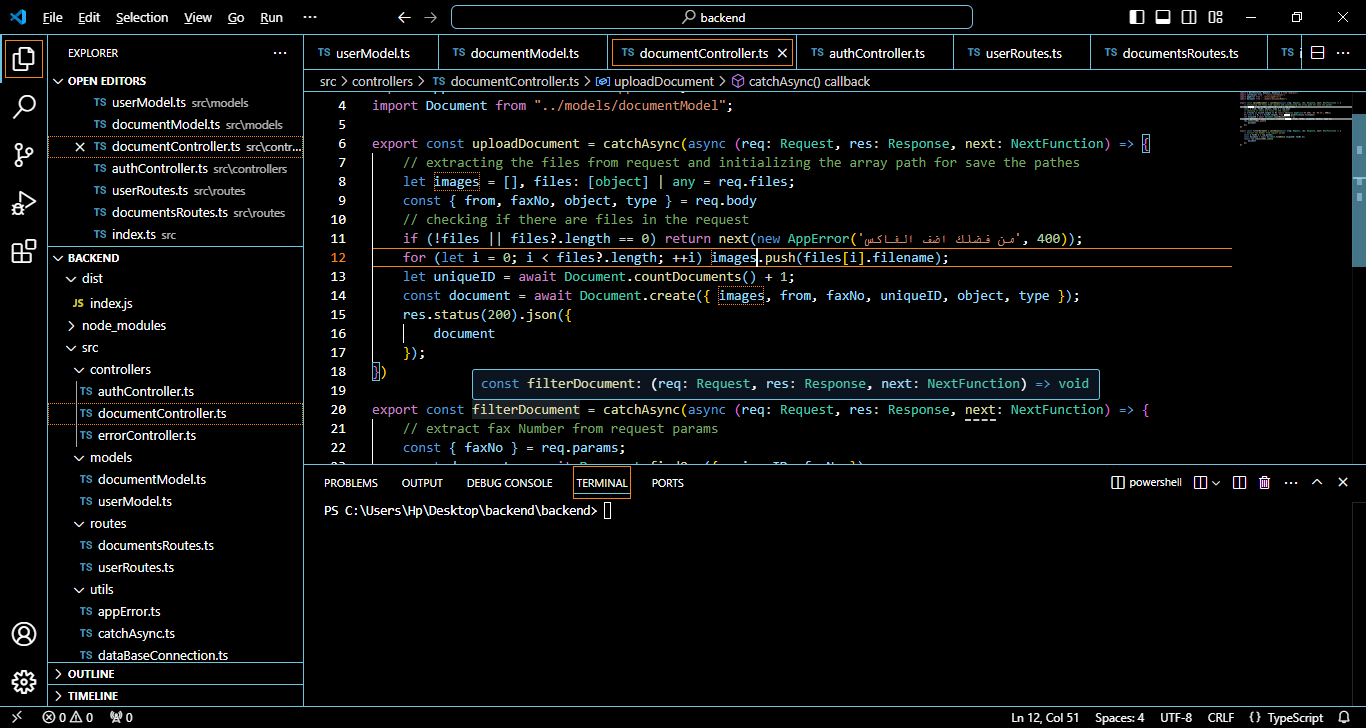 File Edit Selection View Go Run ··· backend
EXPLORER ···
OPEN EDITORS
TS userModel.ts src\models
TS documentModel.ts src\models
TS documentController.ts src\contr...
TS authController.ts src\controllers
TS userRoutes.ts src\routes
TS documentsRoutes.ts src\routes
TS index.ts src
BACKEND
dist
JS index.js
node_modules
src
controllers
TS authController.ts
TS documentController.ts
TS errorController.ts
models
TS documentModel.ts
TS userModel.ts
routes
TS documentsRoutes.ts
TS userRoutes.ts
utils
TS appError.ts
TS catchAsync.ts
TS dataBaseConnection.ts
OUTLINE
TIMELINE
TS userModel.ts TS documentModel.ts TS documentController.ts TS authController.ts TS userRoutes.ts TS documentsRoutes.ts TS
src > controllers > TS documentController.ts > uploadDocument > catchAsync() callback
4 import Document from "../models/documentModel";
5
6 export const uploadDocument = catchAsync(async (req: Request, res: Response, next: NextFunction) => {
7 // extracting the files from request and initializing the array path for save the pathes
8 let images = [], files: [object] | any = req.files;
9 const { from, faxNo, object, type } = req.body
10 // checking if there are files in the request
11 if (!files || files?.length == 0) return next(new AppError('من فضلك اضف الفاكس', 400));
12 for (let i = 0; i < files?.length; ++i) images.push(files[i].filename);
13 let uniqueID = await Document.countDocuments() + 1;
14 const document = await Document.create({ images, from, faxNo, uniqueID, object, type });
15 res.status(200).json({
16 document
17 });
18 })
19
const filterDocument: (req: Request, res: Response, next: NextFunction) => void
20 export const filterDocument = catchAsync(async (req: Request, res: Response, next: NextFunction) => {
21 // extract fax Number from request params
22 const { faxNo } = req.params;
PROBLEMS OUTPUT DEBUG CONSOLE TERMINAL PORTS powershell
PS C:\Users\Hp\Desktop\backend\backend>
0 0 0 Ln 12, Col 51 Spaces: 4 UTF-8 CRLF {} TypeScript